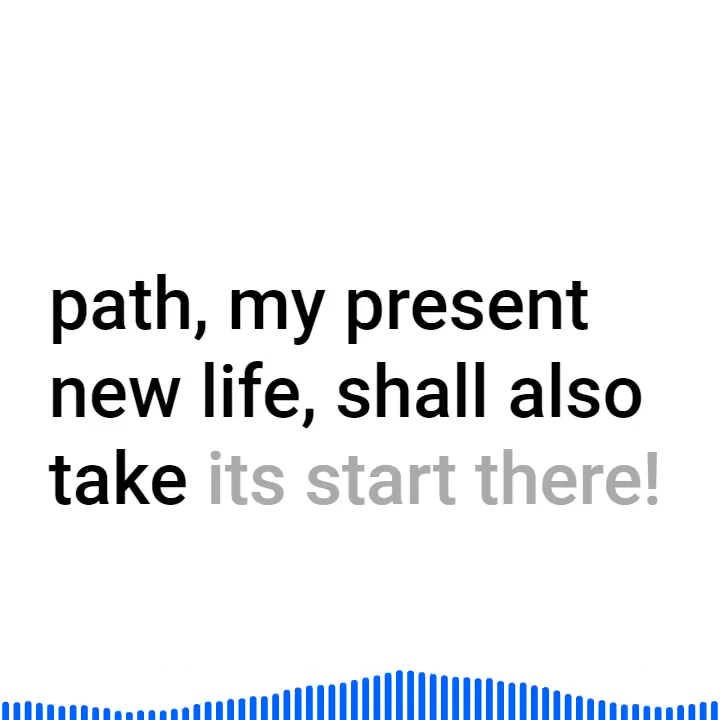 path, my present
new life, shall also
take its start there!